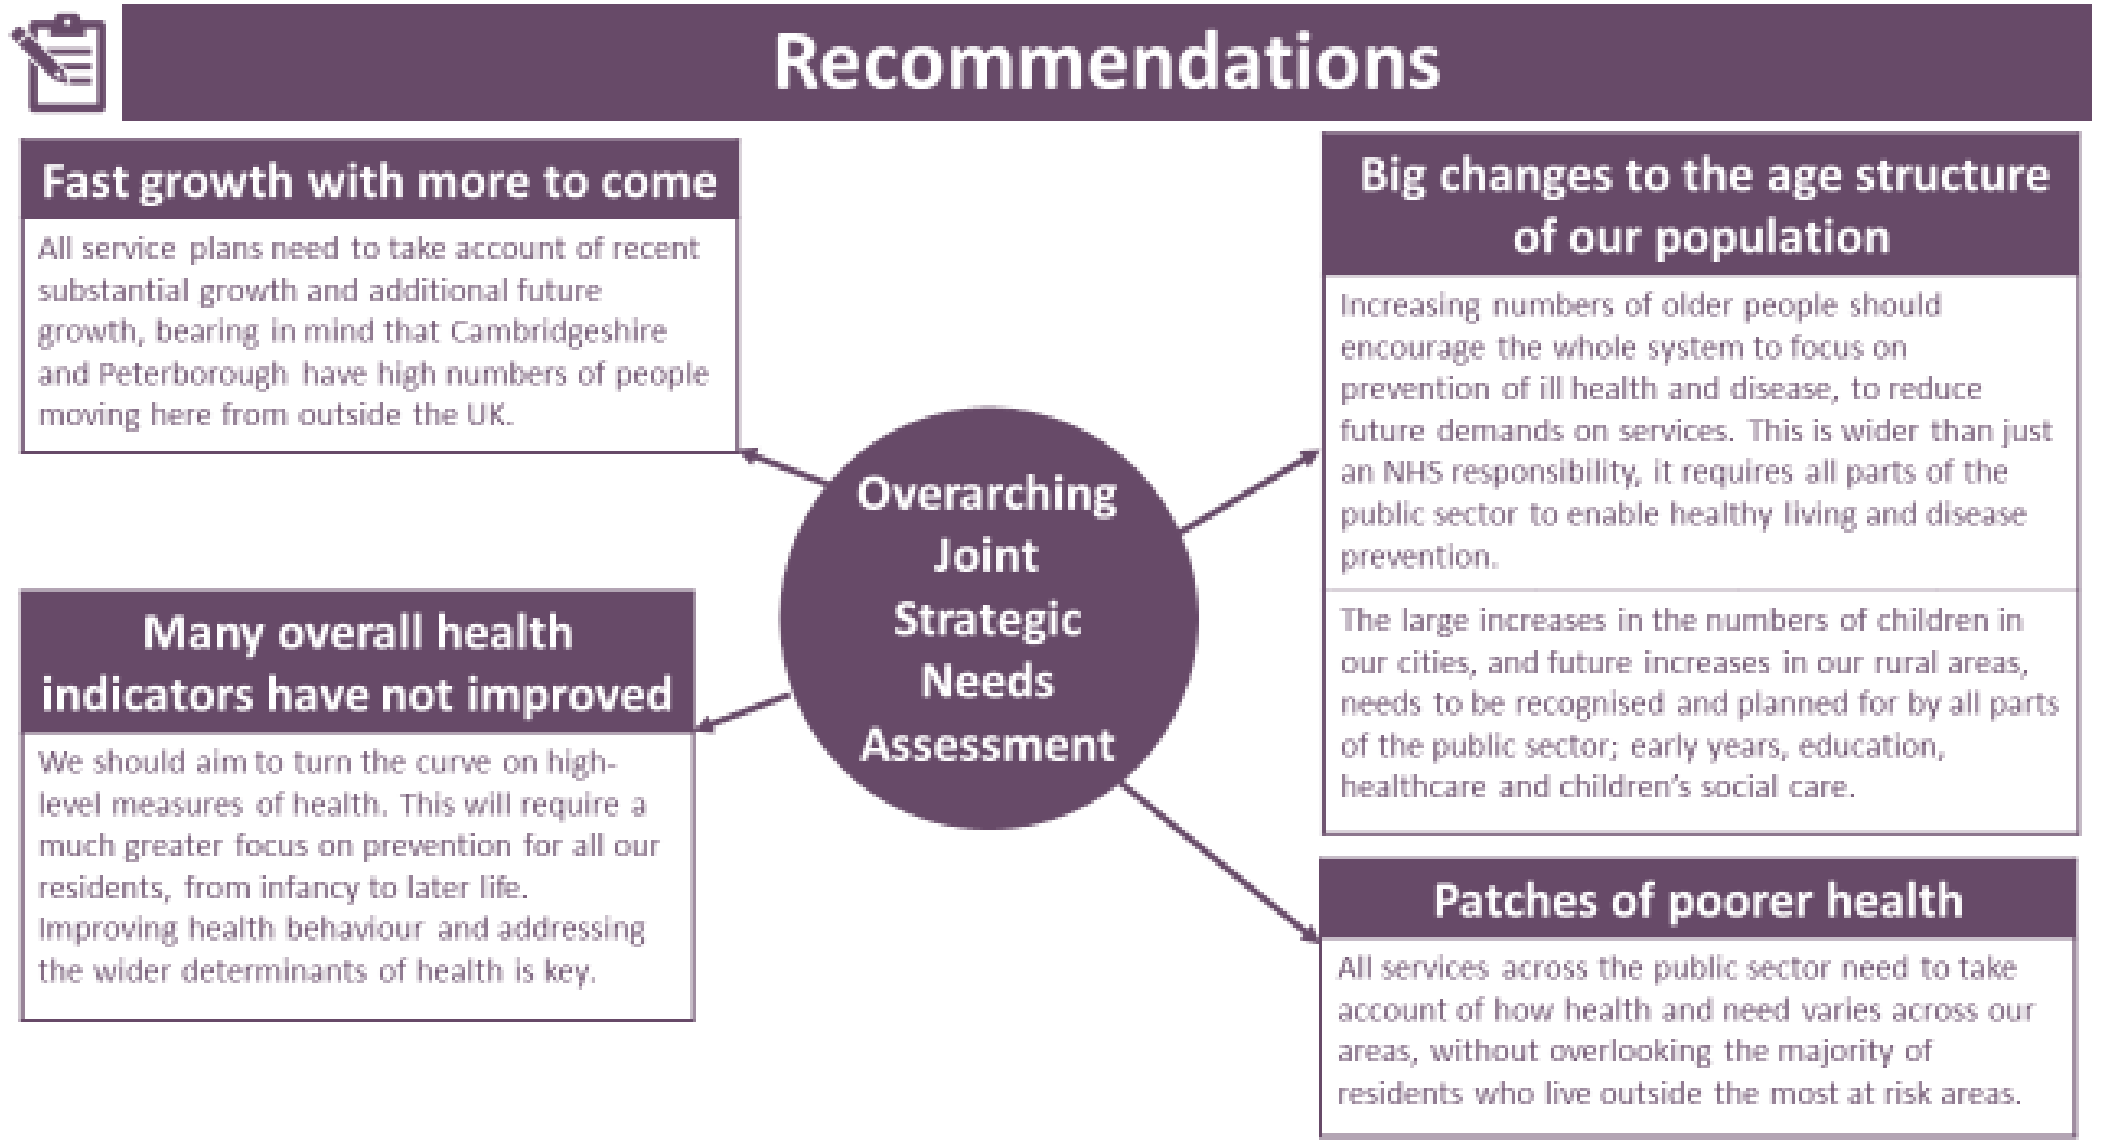 Recommendations
Fast growth with more to come
All service plans need to take account of recent
substantial growth and additional future
growth, bearing in mind that Cambridgeshire
and Peterborough have high numbers of people
moving here from outside the UK.
Many overall health
indicators have not improved
We should aim to turn the curve on high-
level measures of health. This will require a
much greater focus on prevention for all our
residents, from infancy to later life.
Improving health behaviour and addressing
the wider determinants of health is key.
Overarching
Joint
Strategic
Needs
Assessment
Big changes to the age structure
of our population
Increasing numbers of older people should
encourage the whole system to focus on
prevention of ill health and disease, to reduce
future demands on services. This is wider than just
an NHS responsibility, it requires all parts of the
public sector to enable healthy living and disease
prevention.
The large increases in the numbers of children in
our cities, and future increases in our rural areas,
needs to be recognised and planned for by all parts
of the public sector; early years, education,
healthcare and children's social care.
Patches of poorer health
All services across the public sector need to take
account of how health and need varies across our
areas, without overlooking the majority of
residents who live outside the most at risk areas.